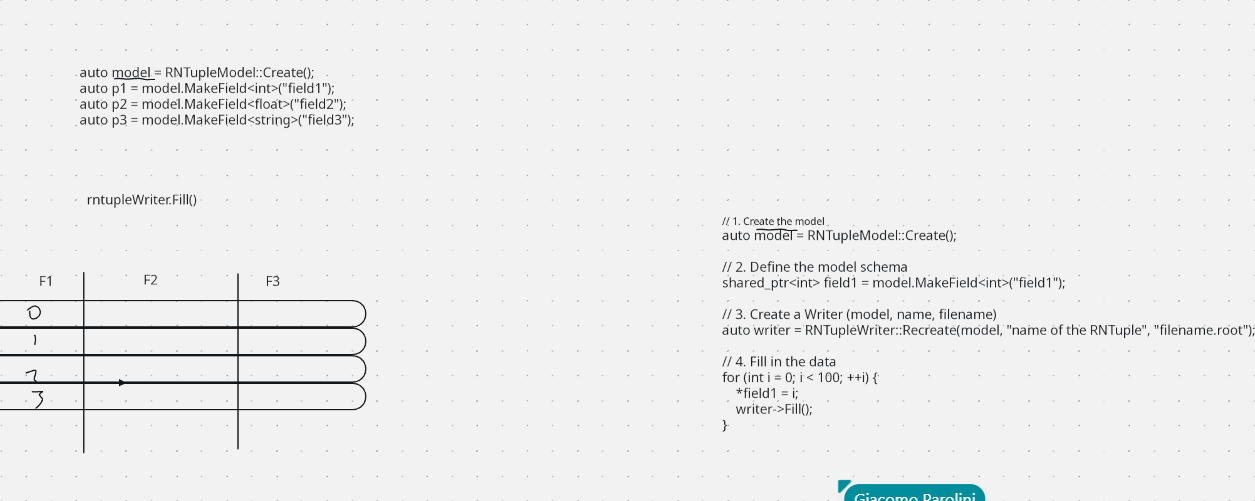 auto model = RNTupleModel::Create();
auto p1 = model.MakeField<int>("field1");
auto p2 = model.MakeField<float>("field2");
auto p3 = model.MakeField<string>("field3");
rntupleWriter.Fill()
F1 F2 F3
0
1
2
3
// 1. Create the model
auto model = RNTupleModel::Create();
// 2. Define the model schema
shared_ptr<int> field1 = model.MakeField<int>("field1");
// 3. Create a Writer (model, name, filename)
auto writer = RNTupleWriter::Recreate(model, "name of the RNTuple", "filename.root");
// 4. Fill in the data
for (int i = 0; i < 100; ++i) {
*field1 = i;
writer->Fill();
}
Giacomo Parolini